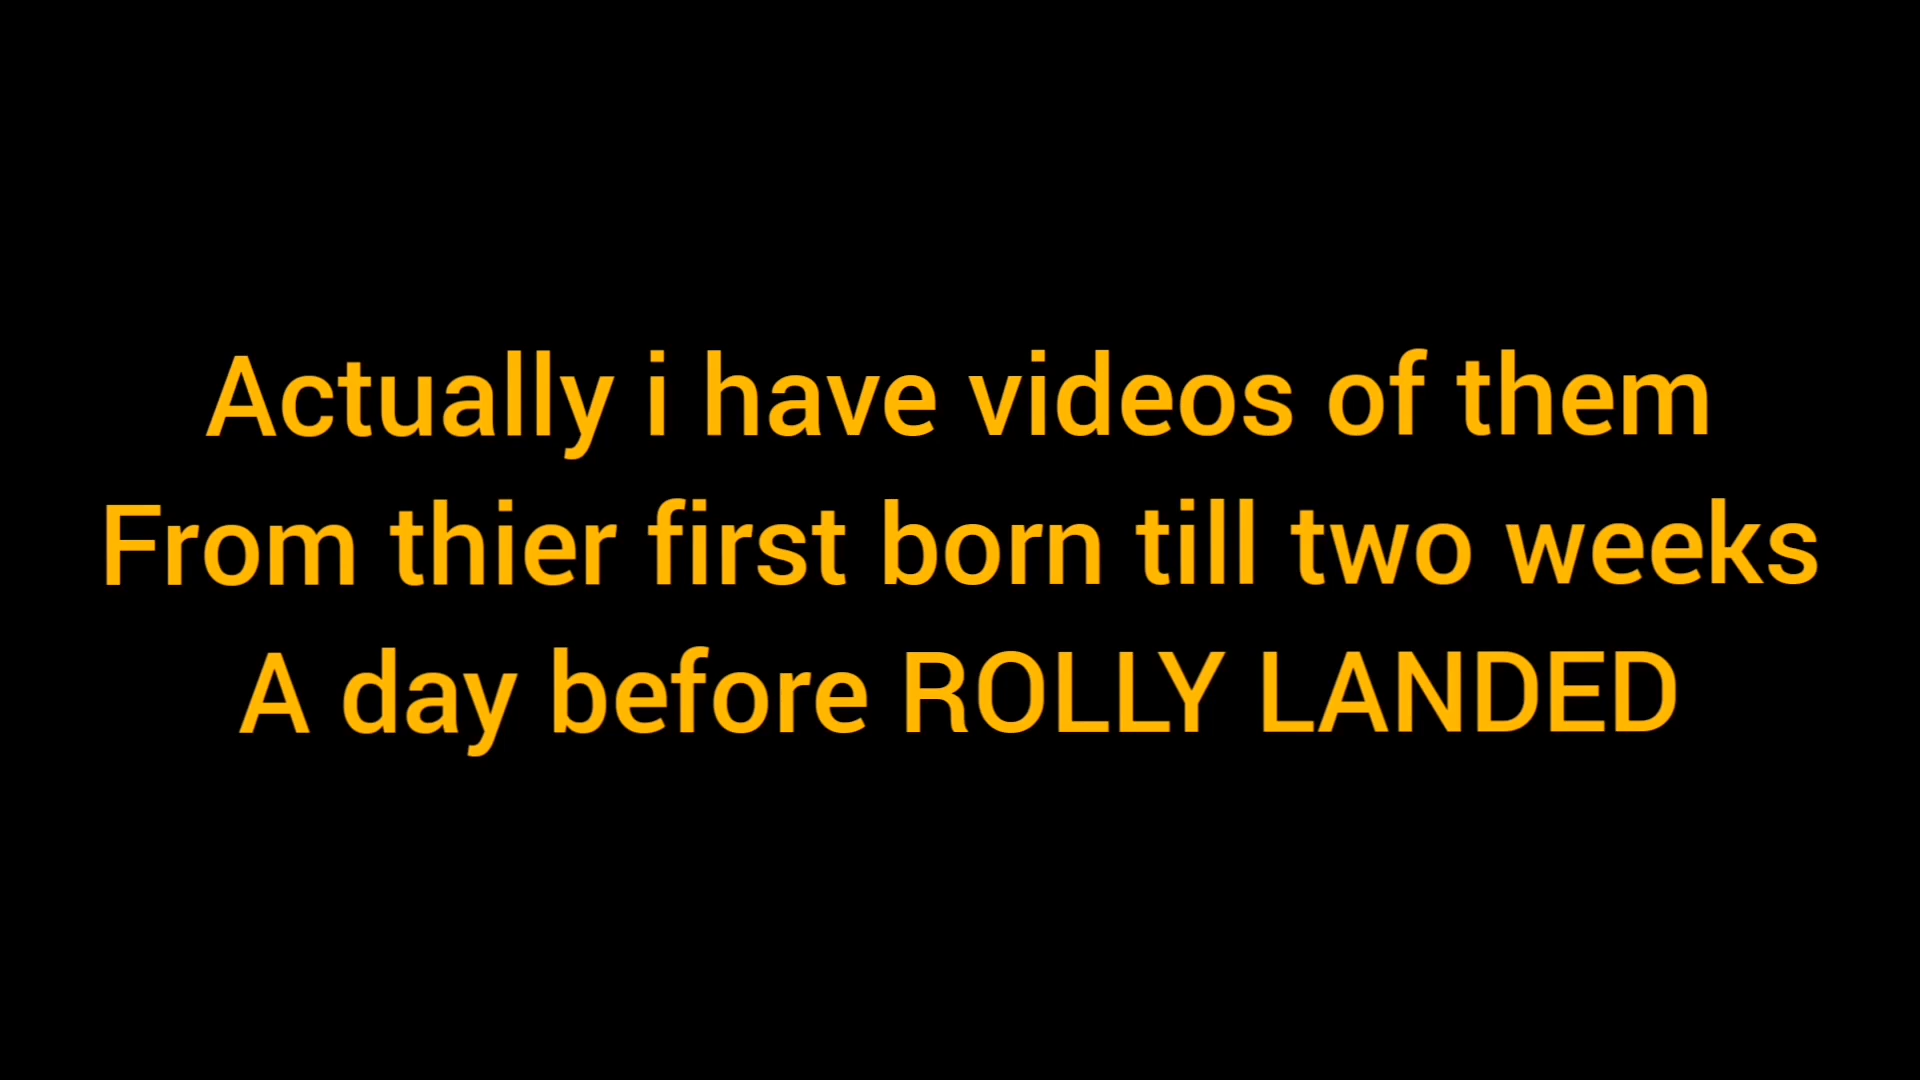 Actually i have videos of them
From thier first born till two weeks
A day before ROLLY LANDED